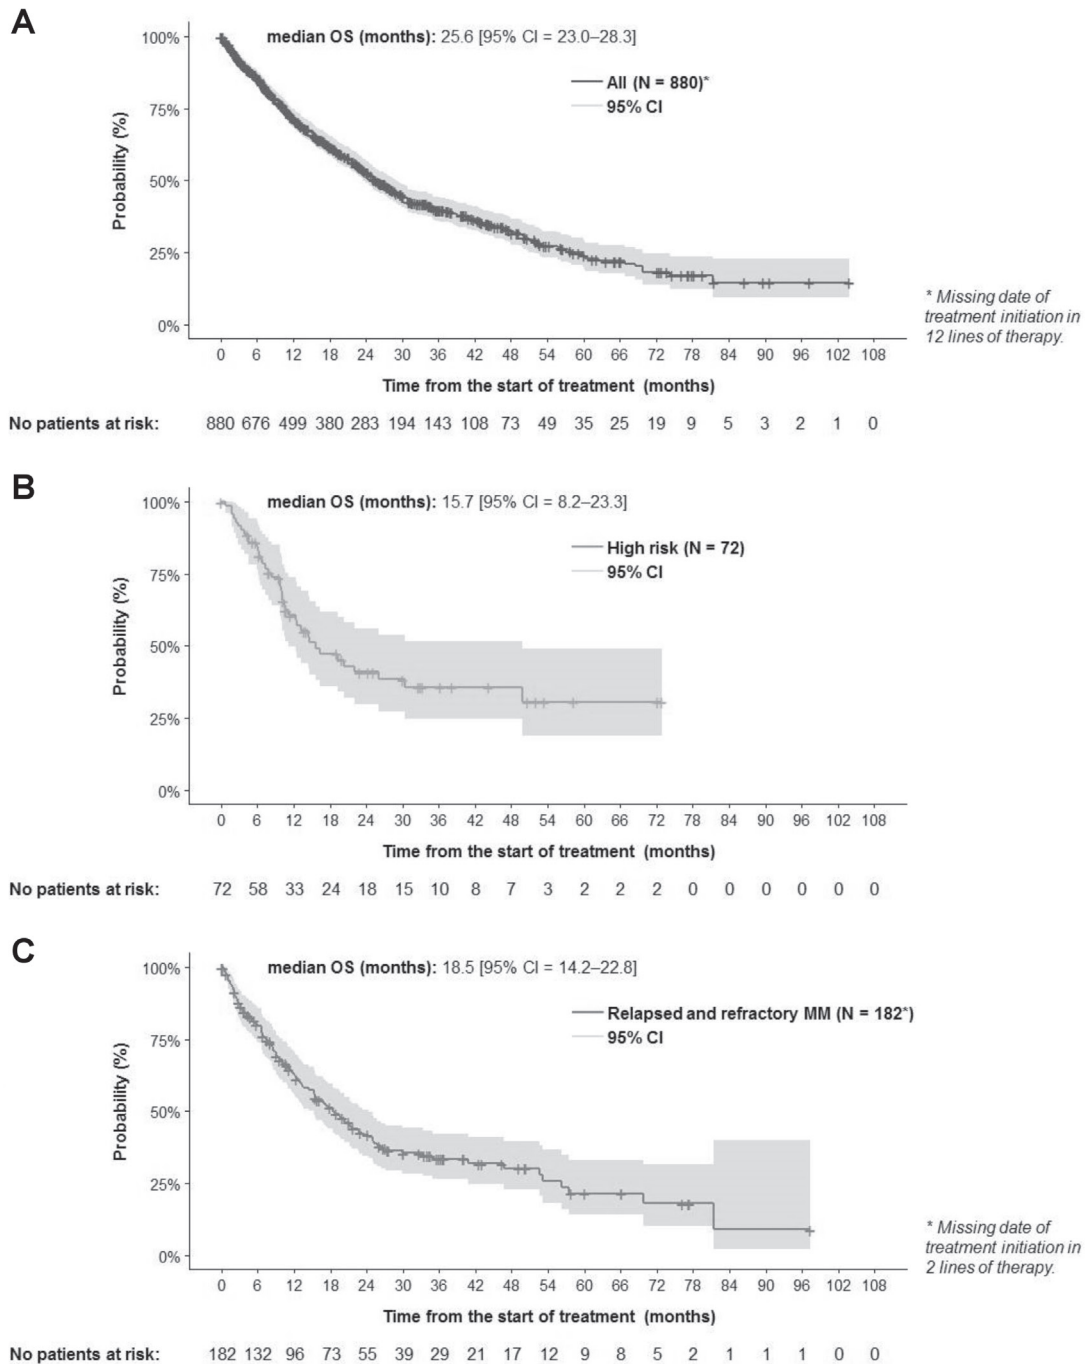 A
median OS (months): 25.6 [95% CI = 23.0–28.3]
All (N = 880)*
95% CI
Probability (%)
100%
75%
50%
25%
0%
0 6 12 18 24 30 36 42 48 54 60 66 72 78 84 90 96 102 108
Time from the start of treatment (months)
* Missing date of
treatment initiation in
12 lines of therapy.
No patients at risk: 880 676 499 380 283 194 143 108 73 49 35 25 19 9 5 3 2 1 0
B
median OS (months): 15.7 [95% CI = 8.2–23.3]
High risk (N = 72)
95% CI
Probability (%)
100%
75%
50%
25%
0%
0 6 12 18 24 30 36 42 48 54 60 66 72 78 84 90 96 102 108
Time from the start of treatment (months)
No patients at risk: 72 58 33 24 18 15 10 8 7 3 2 2 2 0 0 0 0 0 0
C
median OS (months): 18.5 [95% CI = 14.2–22.8]
Relapsed and refractory MM (N = 182*)
95% CI
Probability (%)
100%
75%
50%
25%
0%
0 6 12 18 24 30 36 42 48 54 60 66 72 78 84 90 96 102 108
Time from the start of treatment (months)
* Missing date of
treatment initiation in
2 lines of therapy.
No patients at risk: 182 132 96 73 55 39 29 21 17 12 9 8 5 2 1 1 1 0 0